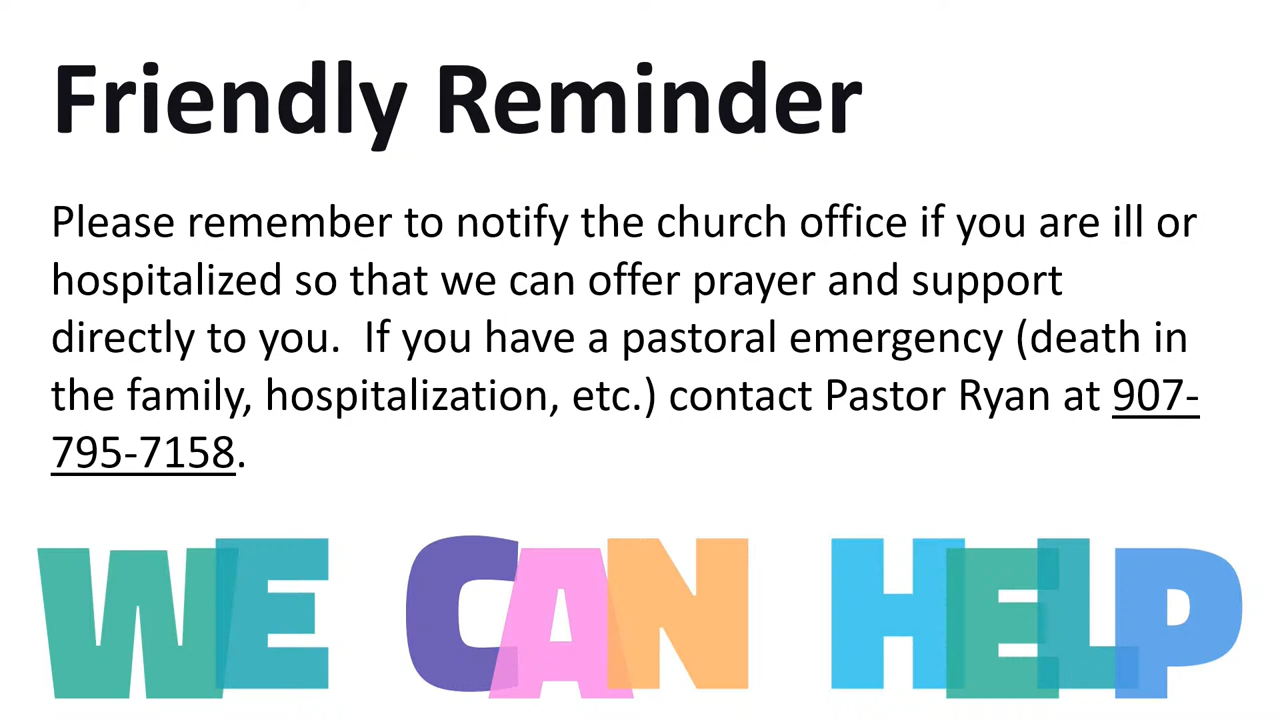 Friendly Reminder
Please remember to notify the church office if you are ill or
hospitalized so that we can offer prayer and support
directly to you.  If you have a pastoral emergency (death in
the family, hospitalization, etc.) contact Pastor Ryan at 907-
795-7158.
WE CAN HELP